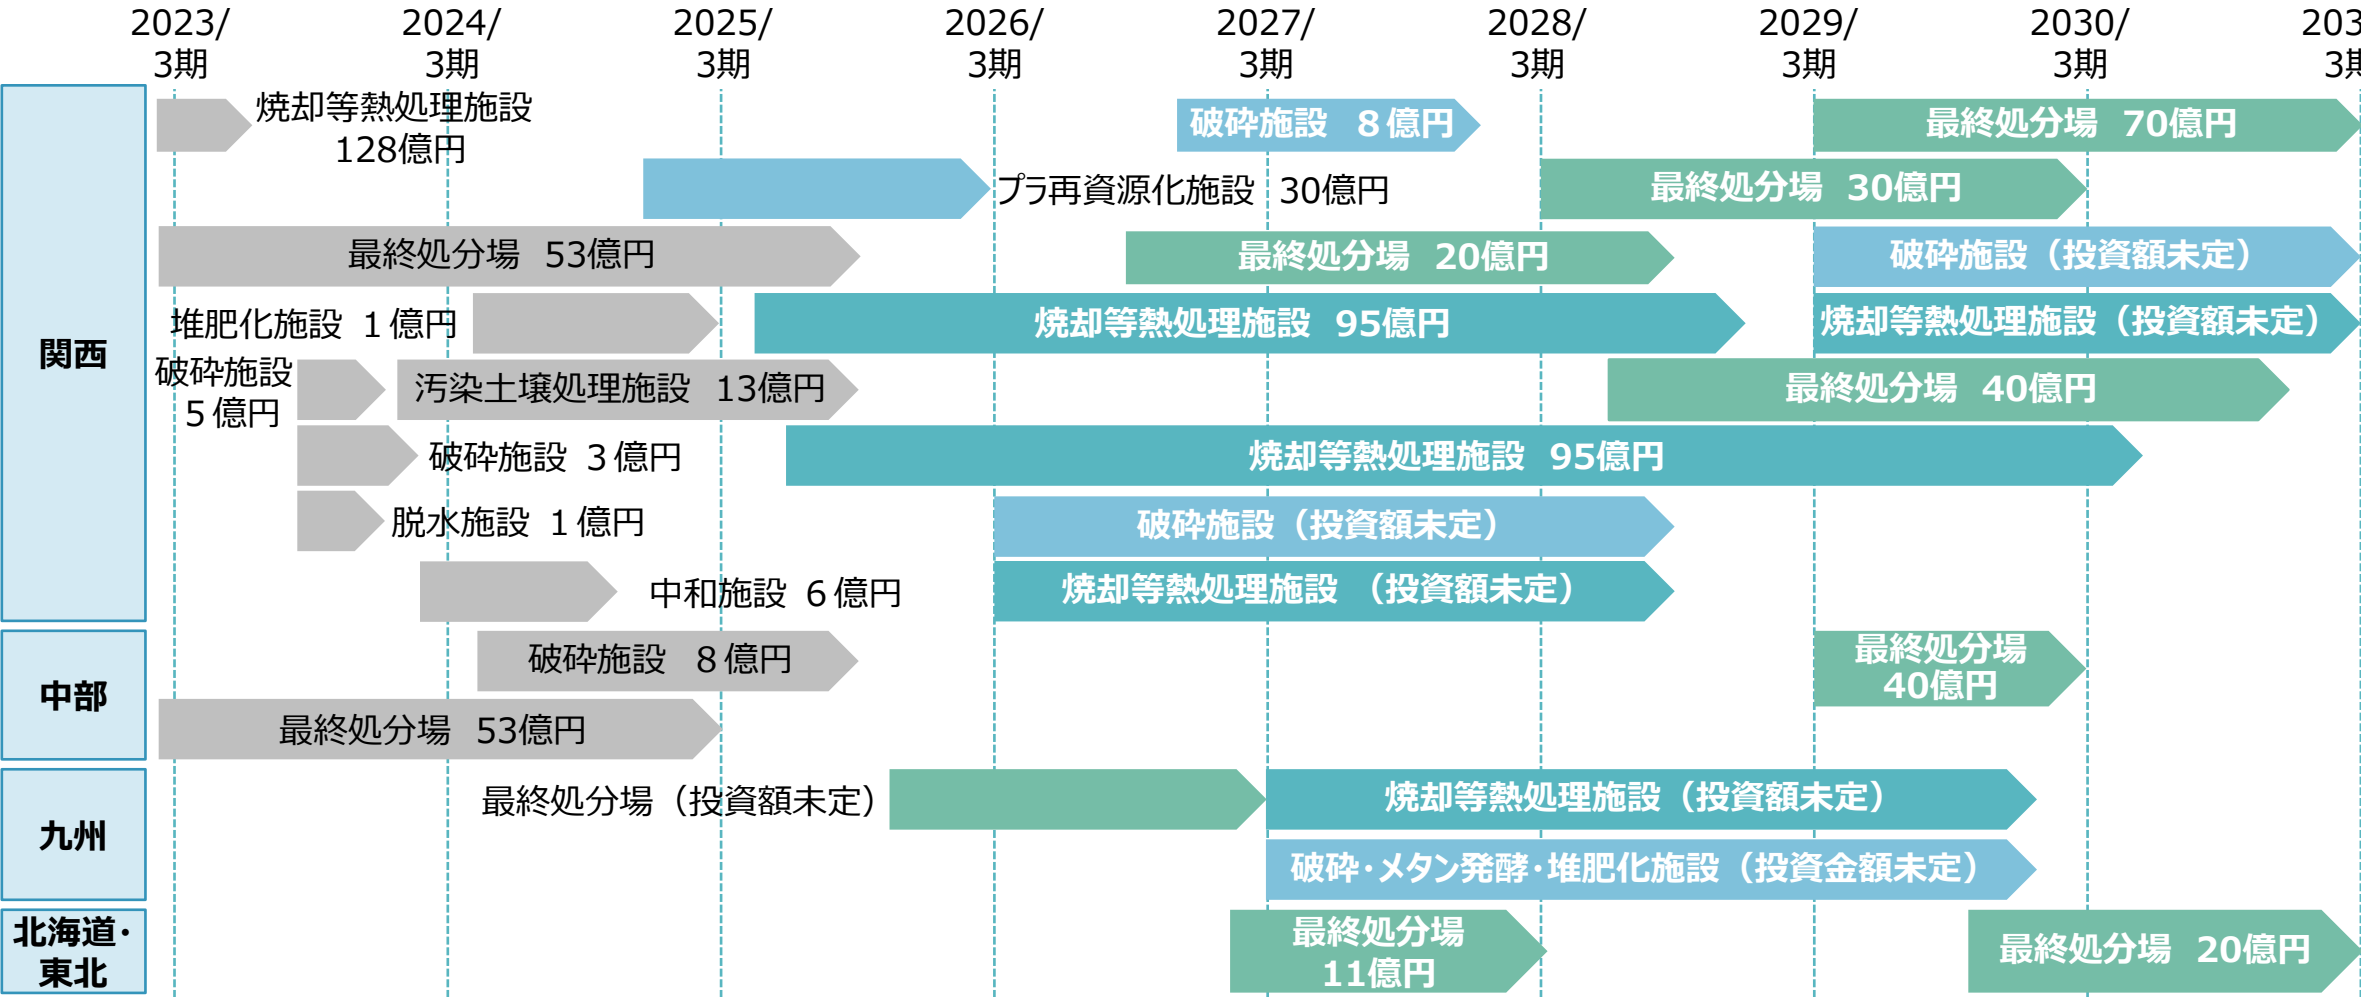 2023/
3期
2024/
3期
2025/
3期
2026/
3期
2027/
3期
2028/
3期
2029/
3期
2030/
3期
203
3
関西
焼却等熱処理施設
128億円
破砕施設 8億円
最終処分場 70億円
プラ再資源化施設 30億円
最終処分場 30億円
最終処分場 53億円
最終処分場 20億円
破砕施設（投資額未定）
堆肥化施設 1億円
焼却等熱処理施設 95億円
焼却等熱処理施設（投資額未定）
破砕施設
5億円
汚染土壌処理施設 13億円
最終処分場 40億円
破砕施設 3億円
焼却等熱処理施設 95億円
脱水施設 1億円
破砕施設（投資額未定）
中和施設 6億円
焼却等熱処理施設 （投資額未定）
中部
破砕施設 8億円
最終処分場
40億円
最終処分場 53億円
九州
最終処分場（投資額未定）
焼却等熱処理施設（投資額未定）
破砕・メタン発酵・堆肥化施設（投資金額未定）
北海道・
東北
最終処分場
11億円
最終処分場 20億円